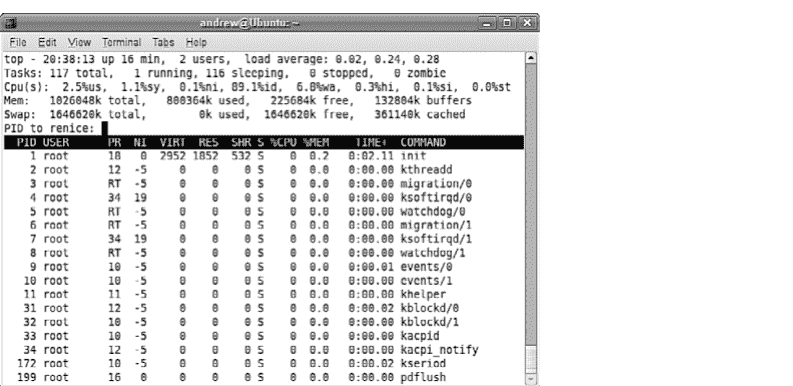 andrew@Ubuntu: ~
File Edit View Terminal Tabs Help
top - 20:38:13 up 16 min, 2 users, load average: 0.02, 0.24, 0.28
Tasks: 117 total, 1 running, 116 sleeping, 0 stopped, 0 zombie
Cpu(s): 2.5%us, 1.1%sy, 0.1%ni, 89.1%id, 6.8%wa, 0.3%hi, 0.1%si, 0.0%st
Mem: 1026048k total, 800364k used, 225684k free, 132804k buffers
Swap: 1646620k total, 0k used, 1646620k free, 361140k cached
PID to renice:
PID USER PR NI VIRT RES SHR S %CPU %MEM TIME+ COMMAND
1 root 18 0 2952 1852 532 S 0 0.2 0:02.11 init
2 root 12 -5 0 0 0 S 0 0.0 0:00.00 kthreadd
3 root RT -5 0 0 0 S 0 0.0 0:00.00 migration/0
4 root 34 19 0 0 0 S 0 0.0 0:00.00 ksoftirqd/0
5 root RT -5 0 0 0 S 0 0.0 0:00.00 watchdog/0
6 root RT -5 0 0 0 S 0 0.0 0:00.00 migration/1
7 root 34 19 0 0 0 S 0 0.0 0:00.00 ksoftirqd/1
8 root RT -5 0 0 0 S 0 0.0 0:00.00 watchdog/1
9 root 10 -5 0 0 0 S 0 0.0 0:00.01 events/0
10 root 10 -5 0 0 0 S 0 0.0 0:00.00 events/1
11 root 11 -5 0 0 0 S 0 0.0 0:00.00 khelper
31 root 12 -5 0 0 0 S 0 0.0 0:00.02 kblockd/0
32 root 10 -5 0 0 0 S 0 0.0 0:00.00 kblockd/1
33 root 10 -5 0 0 0 S 0 0.0 0:00.00 kacpid
34 root 12 -5 0 0 0 S 0 0.0 0:00.00 kacpi_notify
172 root 10 -5 0 0 0 S 0 0.0 0:00.02 kseriod
199 root 16 0 0 0 0 S 0 0.0 0:00.00 pdflush